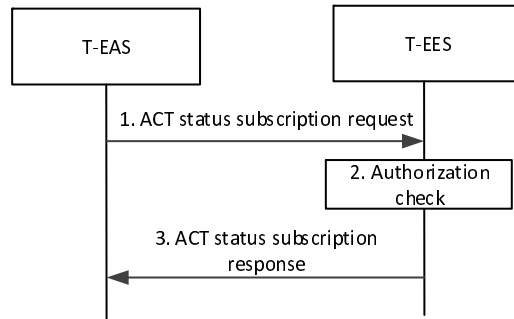 T-EAS
T-EES
1. ACT status subscription request
2. Authorization
check
3. ACT status subscription
response